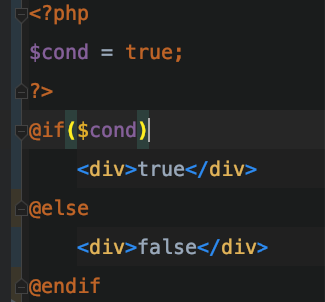 <?php
$cond = true;
?>
@if($cond)
    <div>true</div>
@else
    <div>false</div>
@endif